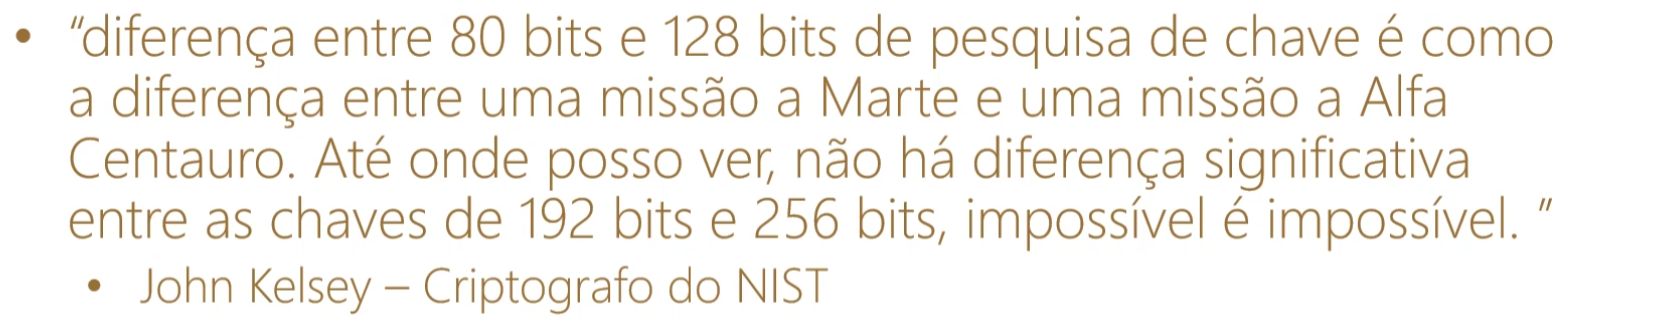 • “diferença entre 80 bits e 128 bits de pesquisa de chave é como
a diferença entre uma missão a Marte e uma missão a Alfa
Centauro. Até onde posso ver, não há diferença significativa
entre as chaves de 192 bits e 256 bits, impossível é impossível. ”
• John Kelsey – Criptografo do NIST